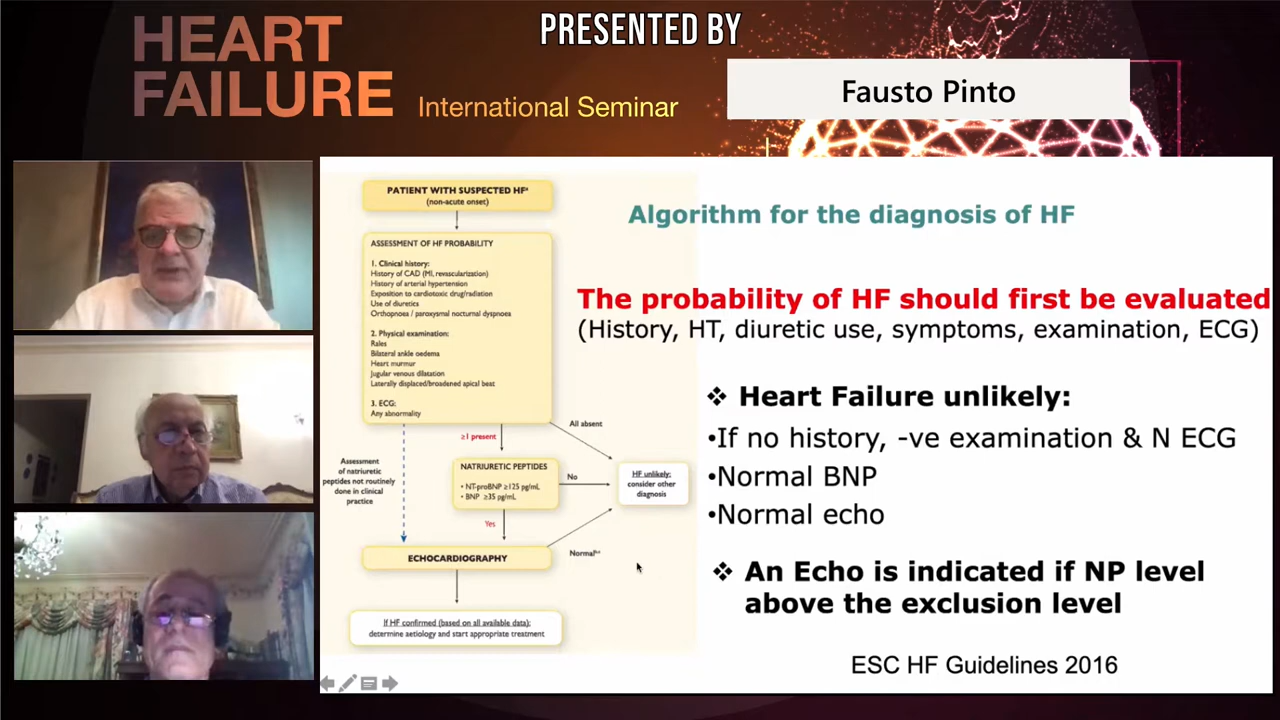 HEART
FAILURE
International Seminar
PRESENTED BY
Fausto Pinto
PATIENT WITH SUSPECTED HFª
(non-acute onset)
ASSESSMENT OF HF PROBABILITY
1. Clinical history:
History of CAD (MI, revascularization)
History of arterial hypertension
Exposition to cardiotoxic drug/radiation
Use of diuretics
Orthopnoea / paroxysmal nocturnal dyspnoea
2. Physical examination:
Rales
Bilateral ankle oedema
Heart murmur
Jugular venous dilatation
Laterally displaced/broadened apical beat
3. ECG:
Any abnormality
≥1 present
All absent
Assessment
of natriuretic
peptides not routinely
done in clinical
practice
NATRIURETIC PEPTIDES
• NT-proBNP ≥125 pg/mL
• BNP ≥35 pg/mL
No
HF unlikely:
consider other
diagnosis
Yes
Normal
ECHOCARDIOGRAPHY
If HF confirmed (based on all available data):
determine aetiology and start appropriate treatment
Algorithm for the diagnosis of HF
The probability of HF should first be evaluated
(History, HT, diuretic use, symptoms, examination, ECG)
❖ Heart Failure unlikely:
•If no history, -ve examination & N ECG
•Normal BNP
•Normal echo
❖ An Echo is indicated if NP level
above the exclusion level
ESC HF Guidelines 2016